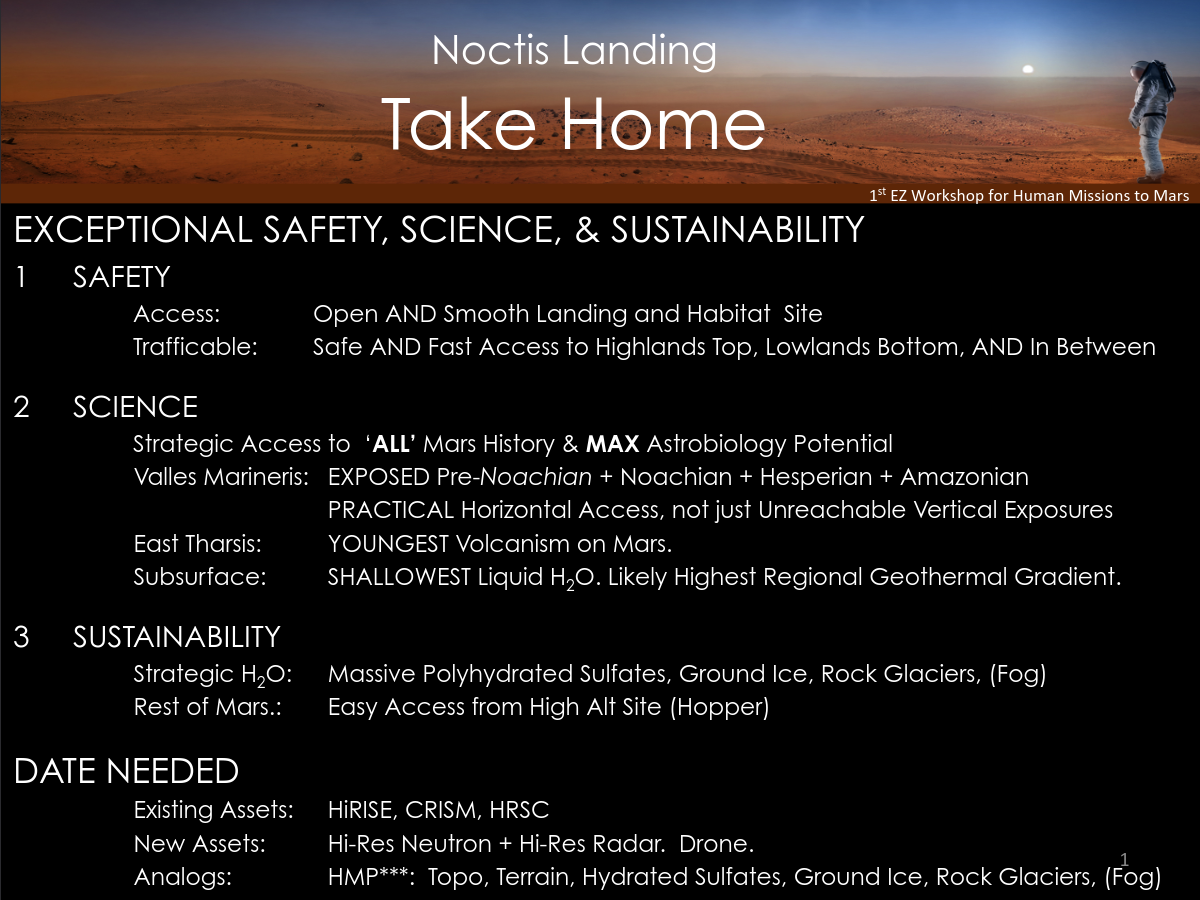 Noctis Landing
Take Home
1st EZ Workshop for Human Missions to Mars
EXCEPTIONAL SAFETY, SCIENCE, & SUSTAINABILITY
1 SAFETY
Access: Open AND Smooth Landing and Habitat Site
Trafficable: Safe AND Fast Access to Highlands Top, Lowlands Bottom, AND In Between
2 SCIENCE
Strategic Access to ‘ALL’ Mars History & MAX Astrobiology Potential
Valles Marineris: EXPOSED Pre-Noachian + Noachian + Hesperian + Amazonian
PRACTICAL Horizontal Access, not just Unreachable Vertical Exposures
East Tharsis: YOUNGEST Volcanism on Mars.
Subsurface: SHALLOWEST Liquid H2O. Likely Highest Regional Geothermal Gradient.
3 SUSTAINABILITY
Strategic H2O: Massive Polyhydrated Sulfates, Ground Ice, Rock Glaciers, (Fog)
Rest of Mars.: Easy Access from High Alt Site (Hopper)
DATE NEEDED
Existing Assets: HiRISE, CRISM, HRSC
New Assets: Hi-Res Neutron + Hi-Res Radar. Drone.
1
Analogs: HMP***: Topo, Terrain, Hydrated Sulfates, Ground Ice, Rock Glaciers, (Fog)